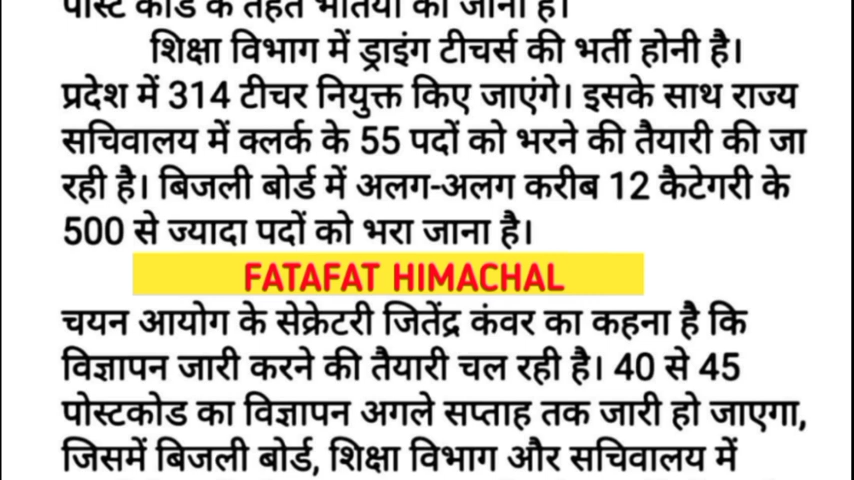 पोस्ट कोड के तहत भर्तियां की जानी हैं।
शिक्षा विभाग में ड्राइंग टीचर्स की भर्ती होनी है।
प्रदेश में 314 टीचर नियुक्त किए जाएंगे। इसके साथ राज्य
सचिवालय में क्लर्क के 55 पदों को भरने की तैयारी की जा
रही है। बिजली बोर्ड में अलग-अलग करीब 12 कैटेगरी के
500 से ज्यादा पदों को भरा जाना है।
FATAFAT HIMACHAL
चयन आयोग के सेक्रेटरी जितेंद्र कंवर का कहना है कि
विज्ञापन जारी करने की तैयारी चल रही है। 40 से 45
पोस्टकोड का विज्ञापन अगले सप्ताह तक जारी हो जाएगा,
जिसमें बिजली बोर्ड, शिक्षा विभाग और सचिवालय में